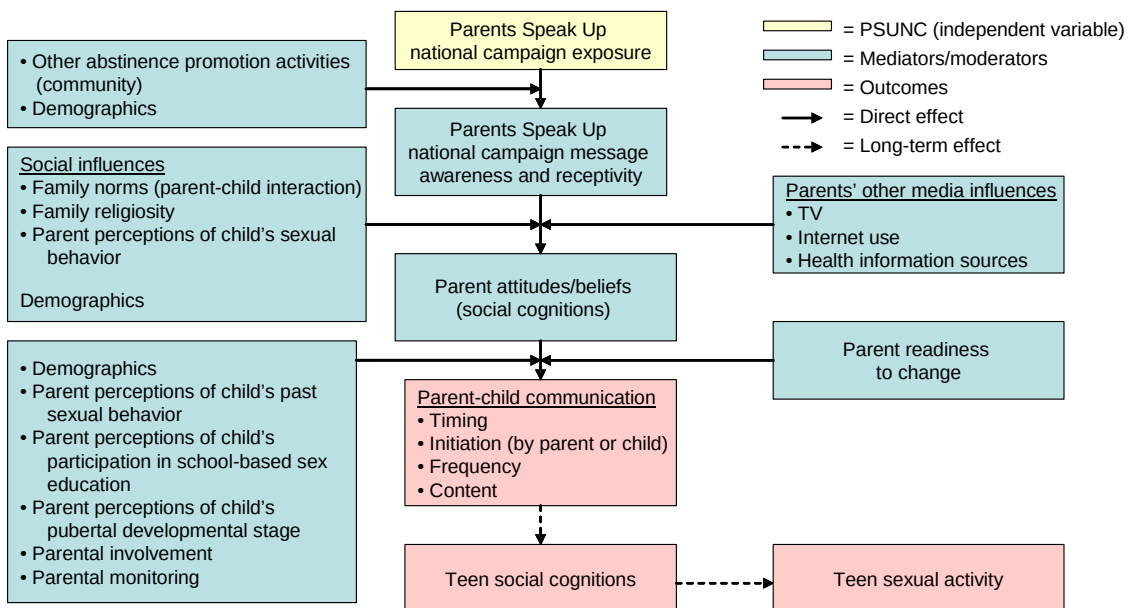 Parents Speak Up
national campaign exposure
= PSUNC (independent variable)
= Mediators/moderators
= Outcomes
= Direct effect
= Long-term effect
• Other abstinence promotion activities
(community)
• Demographics
Parents Speak Up
national campaign message
awareness and receptivity
Social influences
• Family norms (parent-child interaction)
• Family religiosity
• Parent perceptions of child’s sexual
behavior
Demographics
Parents’ other media influences
• TV
• Internet use
• Health information sources
Parent attitudes/beliefs
(social cognitions)
• Demographics
• Parent perceptions of child’s past
sexual behavior
• Parent perceptions of child’s
participation in school-based sex
education
• Parent perceptions of child’s
pubertal developmental stage
• Parental involvement
• Parental monitoring
Parent readiness
to change
Parent-child communication
• Timing
• Initiation (by parent or child)
• Frequency
• Content
Teen social cognitions
Teen sexual activity